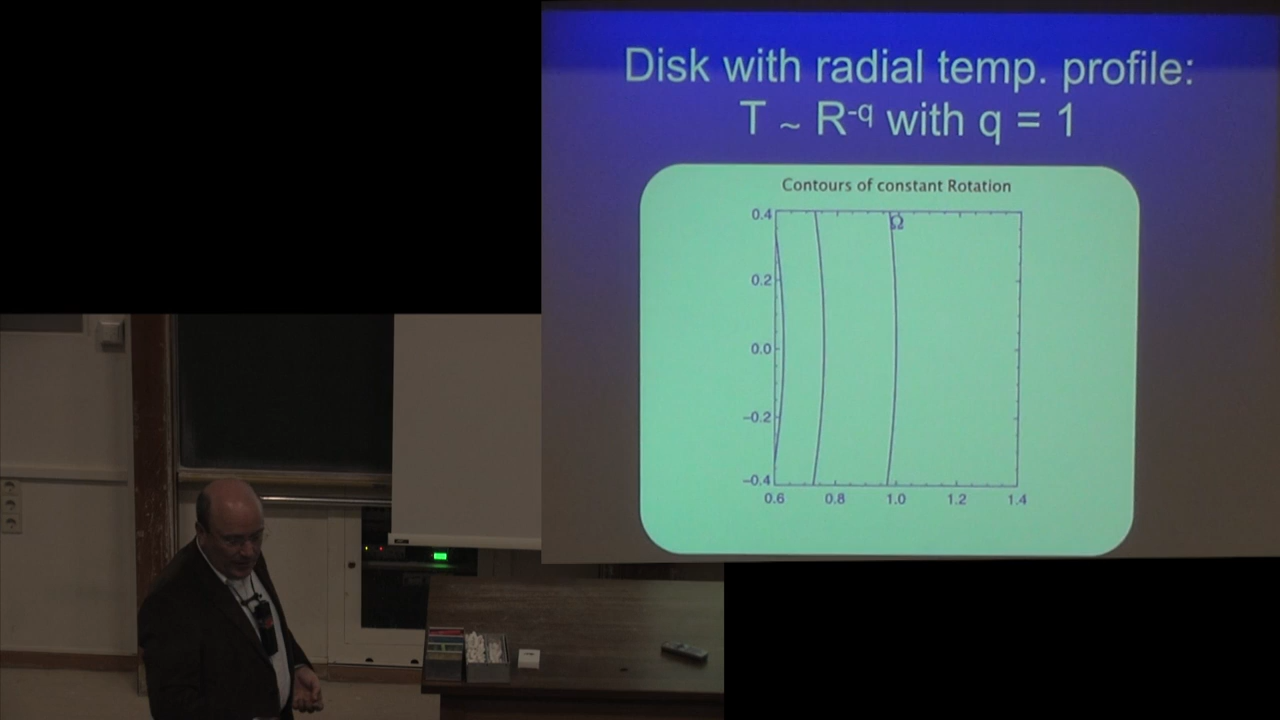 Disk with radial temp. profile:
T ~ R-q with q = 1
Contours of constant Rotation
Ω
0.4
0.2
0.0
−0.2
−0.4
0.6 0.8 1.0 1.2 1.4